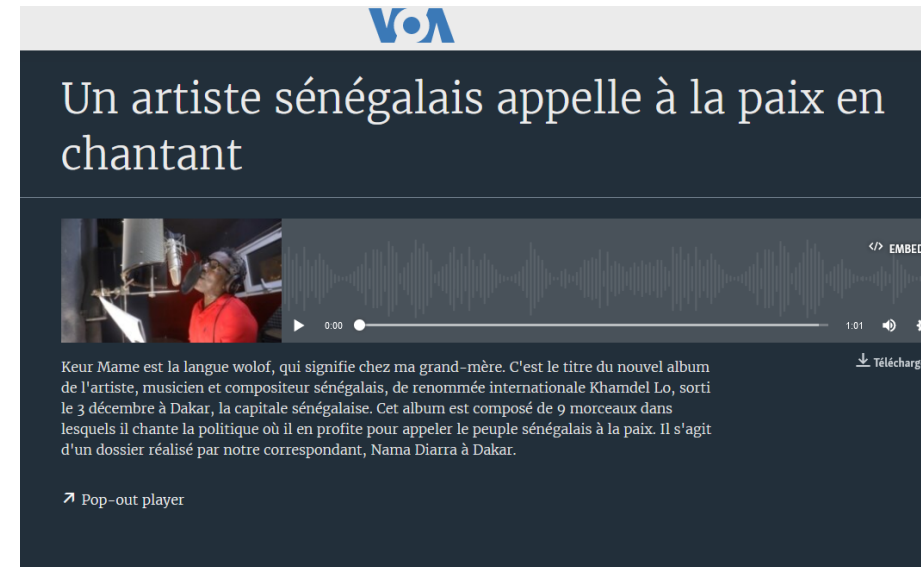 VOA
Un artiste sénégalais appelle à la paix en
chantant
</> EMBED
0:00
1:01
Keur Mame est la langue wolof, qui signifie chez ma grand-mère. C'est le titre du nouvel album
de l'artiste, musicien et compositeur sénégalais, de renommée internationale Khamdel Lo, sorti
le 3 décembre à Dakar, la capitale sénégalaise. Cet album est composé de 9 morceaux dans
lesquels il chante la politique où il en profite pour appeler le peuple sénégalais à la paix. Il s'agit
d'un dossier réalisé par notre correspondant, Nama Diarra à Dakar.
Télécharg
Pop-out player